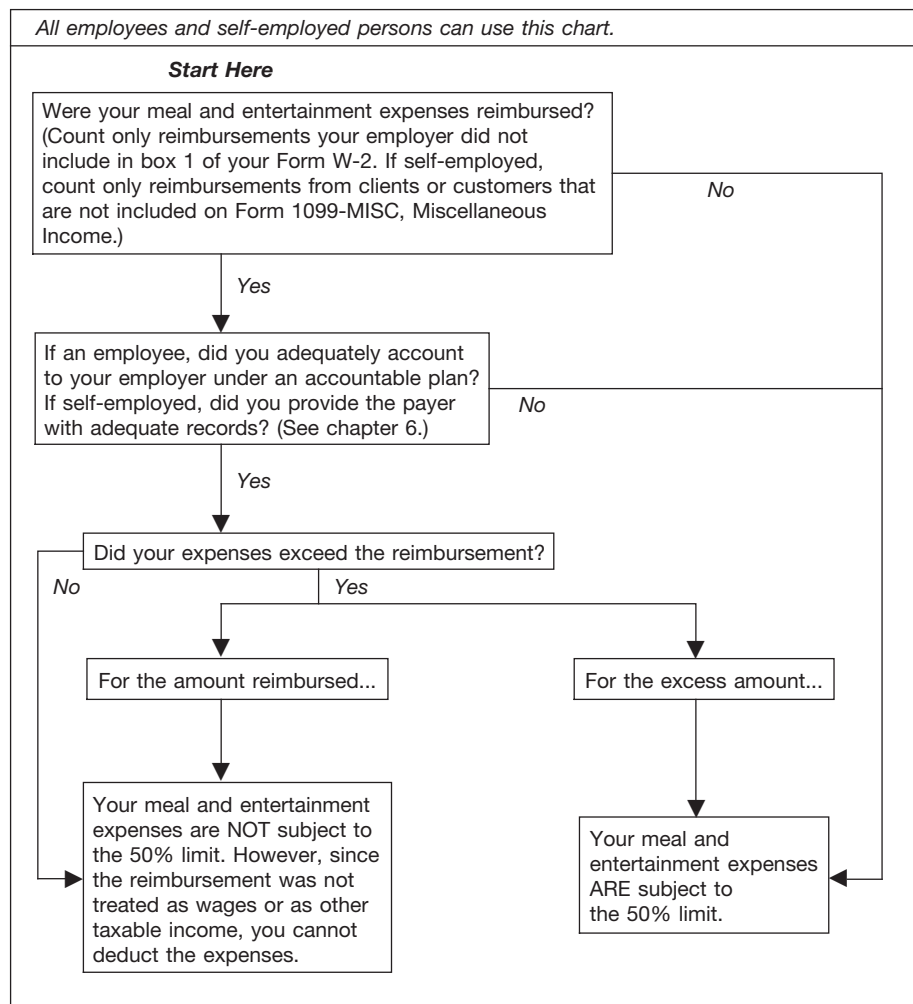 All employees and self-employed persons can use this chart.
Start Here
Were your meal and entertainment expenses reimbursed?
(Count only reimbursements your employer did not
include in box 1 of your Form W-2. If self-employed,
count only reimbursements from clients or customers that
are not included on Form 1099-MISC, Miscellaneous
Income.)
No
Yes
If an employee, did you adequately account
to your employer under an accountable plan?
If self-employed, did you provide the payer
with adequate records? (See chapter 6.)
No
Yes
Did your expenses exceed the reimbursement?
No
Yes
For the amount reimbursed...
For the excess amount...
Your meal and entertainment
expenses are NOT subject to
the 50% limit. However, since
the reimbursement was not
treated as wages or as other
taxable income, you cannot
deduct the expenses.
Your meal and
entertainment expenses
ARE subject to
the 50% limit.